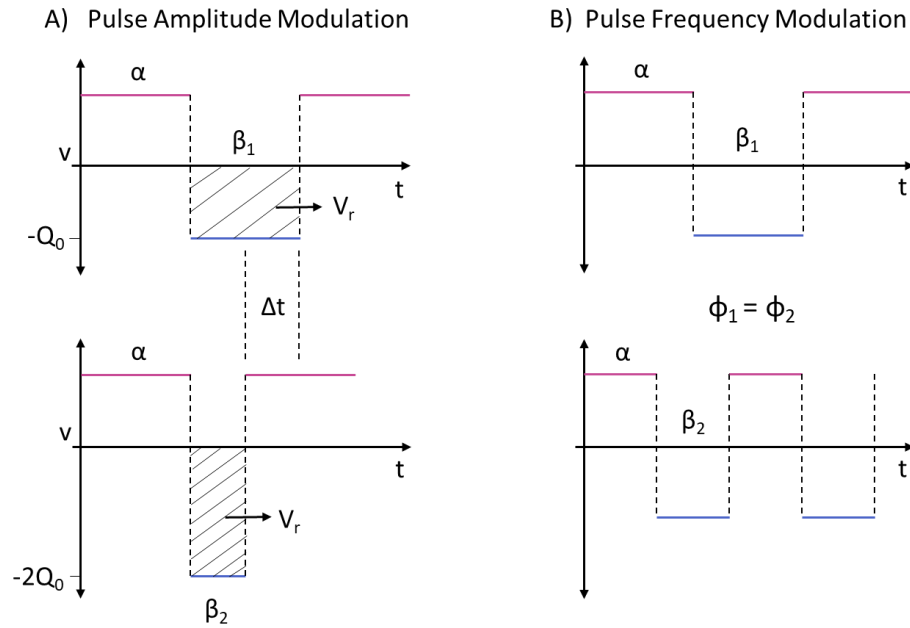 A) Pulse Amplitude Modulation
α
β₁
v
t
Vᵣ
-Q₀
Δt
α
v
t
Vᵣ
-2Q₀
β₂
B) Pulse Frequency Modulation
α
β₁
t
ϕ₁ = ϕ₂
α
β₂
t